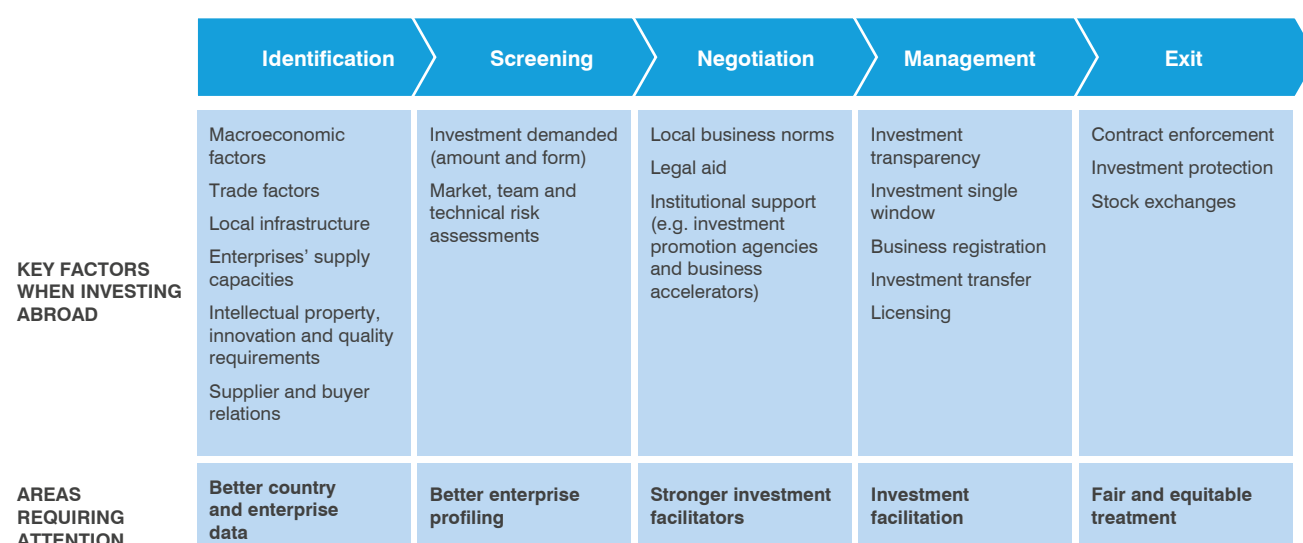 Identification
Screening
Negotiation
Management
Exit
KEY FACTORS
WHEN INVESTING
ABROAD
Macroeconomic
factors
Trade factors
Local infrastructure
Enterprises’ supply
capacities
Intellectual property,
innovation and quality
requirements
Supplier and buyer
relations
Investment demanded
(amount and form)
Market, team and
technical risk
assessments
Local business norms
Legal aid
Institutional support
(e.g. investment
promotion agencies
and business
accelerators)
Investment
transparency
Investment single
window
Business registration
Investment transfer
Licensing
Contract enforcement
Investment protection
Stock exchanges
AREAS
REQUIRING
ATTENTION
Better country
and enterprise
data
Better enterprise
profiling
Stronger investment
facilitators
Investment
facilitation
Fair and equitable
treatment